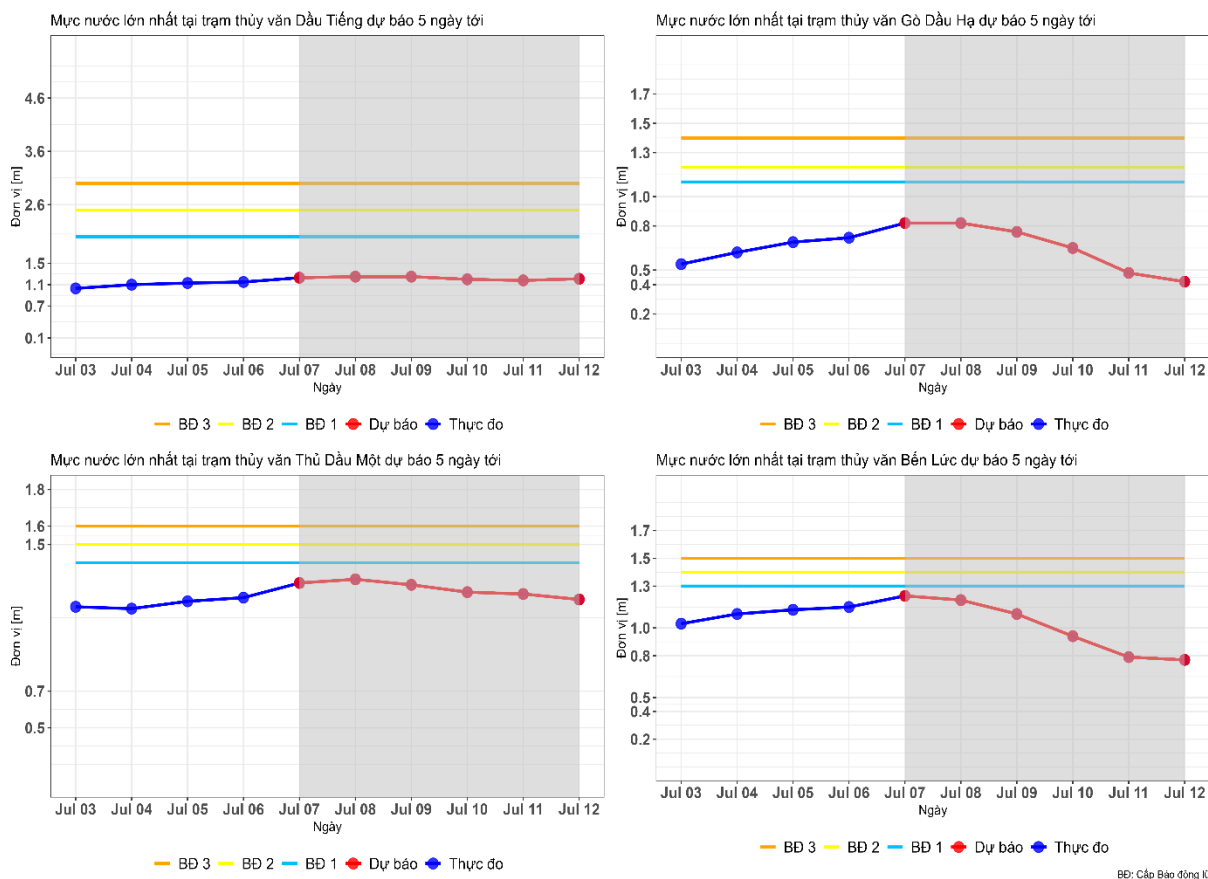 Mực nước lớn nhất tại trạm thủy văn Dầu Tiếng dự báo 5 ngày tới
Đơn vị [m]
4.6
3.6
2.6
1.5
1.1
0.7
0.1
Jul 03 Jul 04 Jul 05 Jul 06 Jul 07 Jul 08 Jul 09 Jul 10 Jul 11 Jul 12
Ngày
BĐ 3 BĐ 2 BĐ 1 Dự báo Thực đo
Mực nước lớn nhất tại trạm thủy văn Gò Dầu Hạ dự báo 5 ngày tới
Đơn vị [m]
1.7
1.5
1.3
1.0
0.8
0.5
0.4
0.2
Jul 03 Jul 04 Jul 05 Jul 06 Jul 07 Jul 08 Jul 09 Jul 10 Jul 11 Jul 12
Ngày
BĐ 3 BĐ 2 BĐ 1 Dự báo Thực đo
Mực nước lớn nhất tại trạm thủy văn Thủ Dầu Một dự báo 5 ngày tới
Đơn vị [m]
1.8
1.6
1.5
0.7
0.5
Jul 03 Jul 04 Jul 05 Jul 06 Jul 07 Jul 08 Jul 09 Jul 10 Jul 11 Jul 12
Ngày
BĐ 3 BĐ 2 BĐ 1 Dự báo Thực đo
Mực nước lớn nhất tại trạm thủy văn Bến Lức dự báo 5 ngày tới
Đơn vị [m]
1.7
1.5
1.3
1.0
0.8
0.5
0.4
0.2
Jul 03 Jul 04 Jul 05 Jul 06 Jul 07 Jul 08 Jul 09 Jul 10 Jul 11 Jul 12
Ngày
BĐ 3 BĐ 2 BĐ 1 Dự báo Thực đo
BĐ: Cấp Báo động